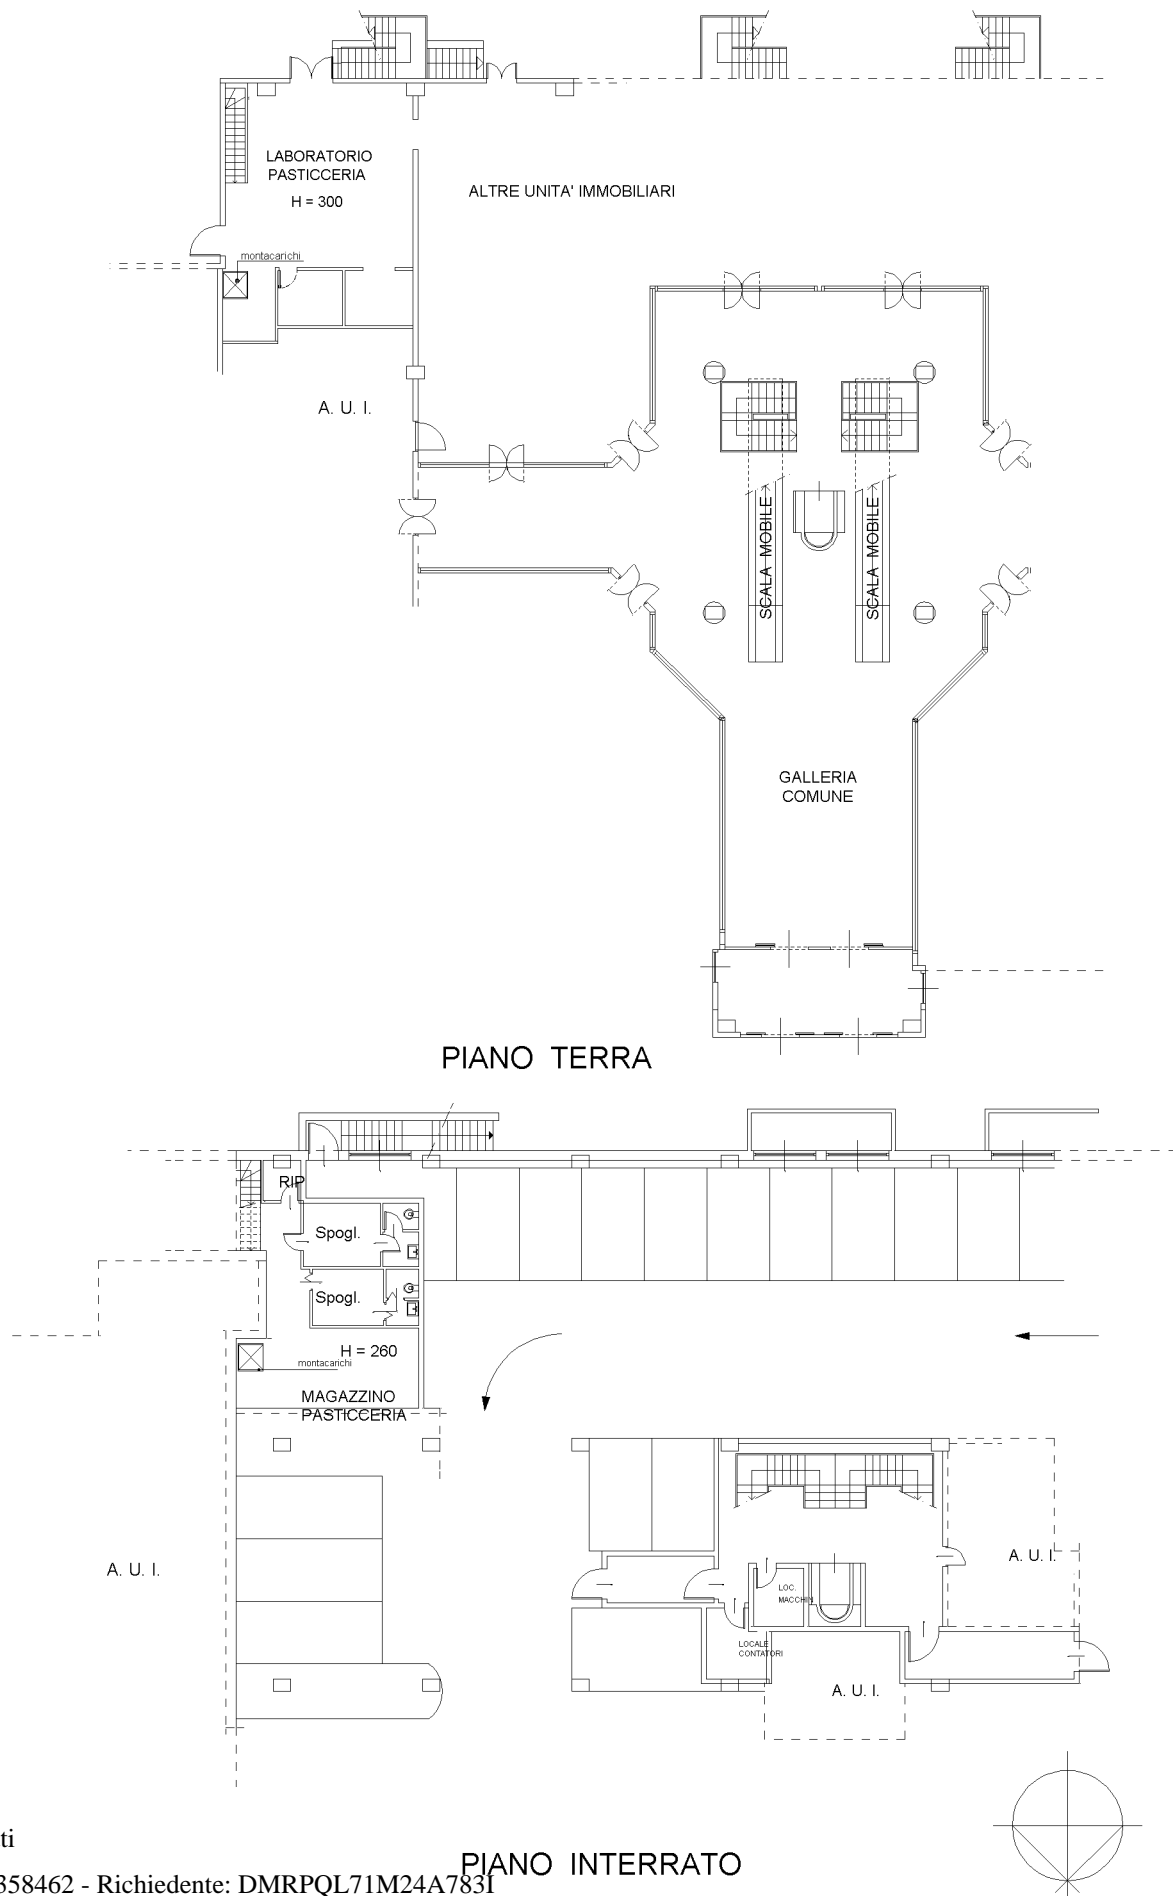 LABORATORIO
PASTICCERIA
H = 300
ALTRE UNITA' IMMOBILIARI
montacarichi
A. U. I.
SCALA MOBILE
SCALA MOBILE
GALLERIA
COMUNE
PIANO TERRA
RIP
Spogl.
Spogl.
H = 260
montacarichi
MAGAZZINO
PASTICCERIA
A. U. I.
A. U. I.
LOC.
MACCHIN
LOCALE
CONTATORI
A. U. I.
ti
PIANO INTERRATO
358462 - Richiedente: DMRPQL71M24A783I